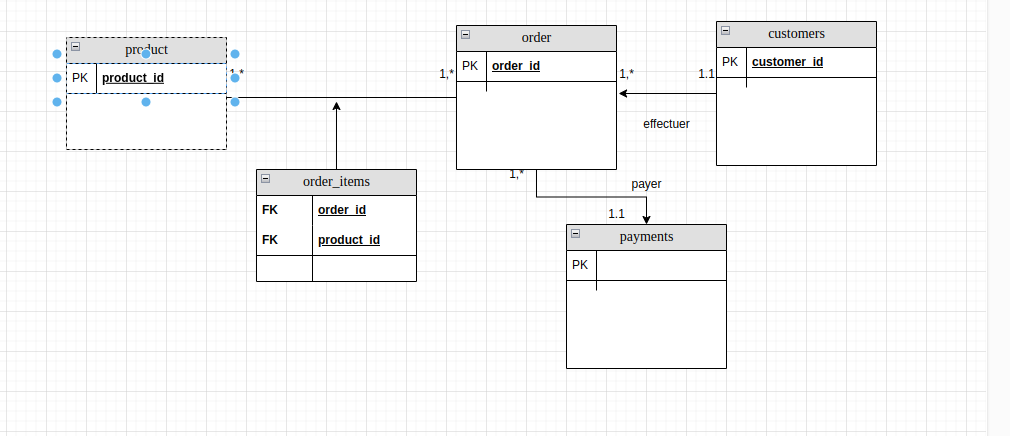 product
PK product_id
1,*
1,*
order
PK order_id
1,*
1.1
customers
PK customer_id
effectuer
order_items
FK order_id
FK product_id
1,*
payer
1.1
payments
PK